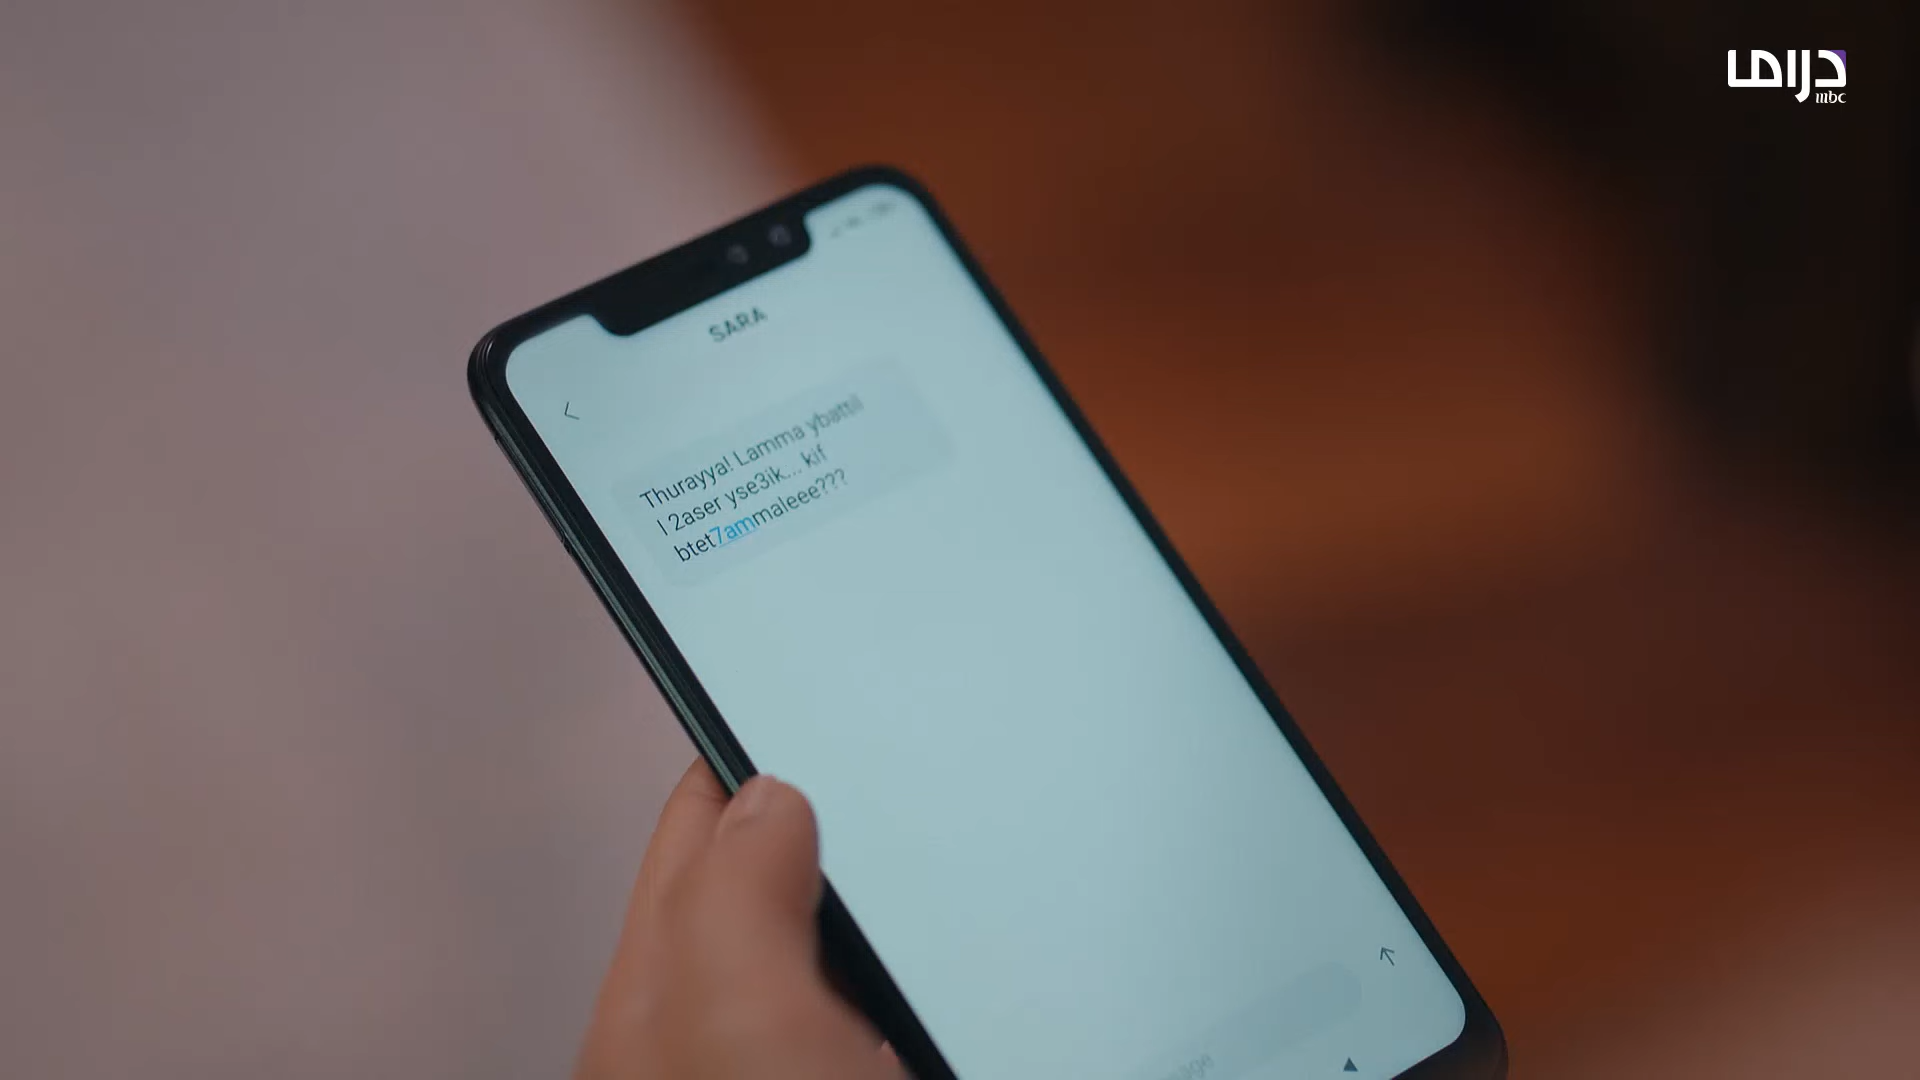 دراما
mbc
SARA
Thurayya! Lamma ybattil
l 2aser yse3ik... kif
btet7ammaleee???